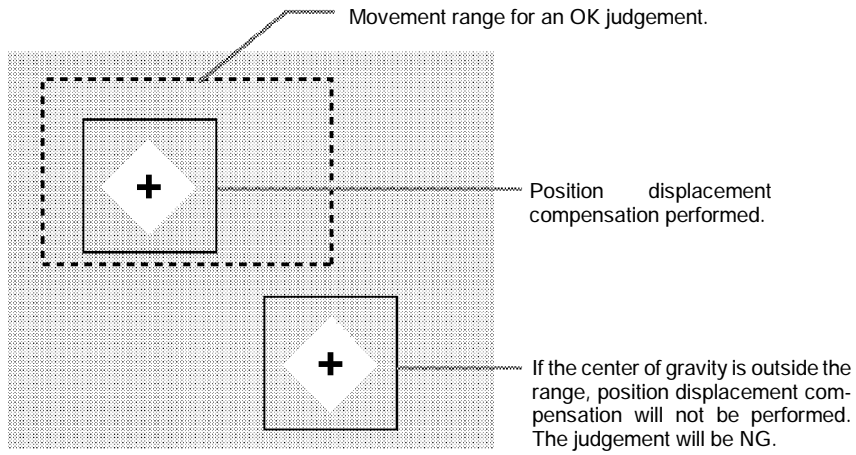 Movement range for an OK judgement.
Position displacement
compensation performed.
If the center of gravity is outside the
range, position displacement com-
pensation will not be performed.
The judgement will be NG.